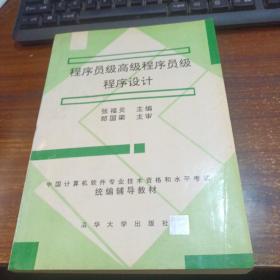 程序员级高级程序员级
程序设计
张福炎 主编
郑国梁 主审
中国计算机软件专业技术资格和水平考试
统编辅导教材
清华大学出版社